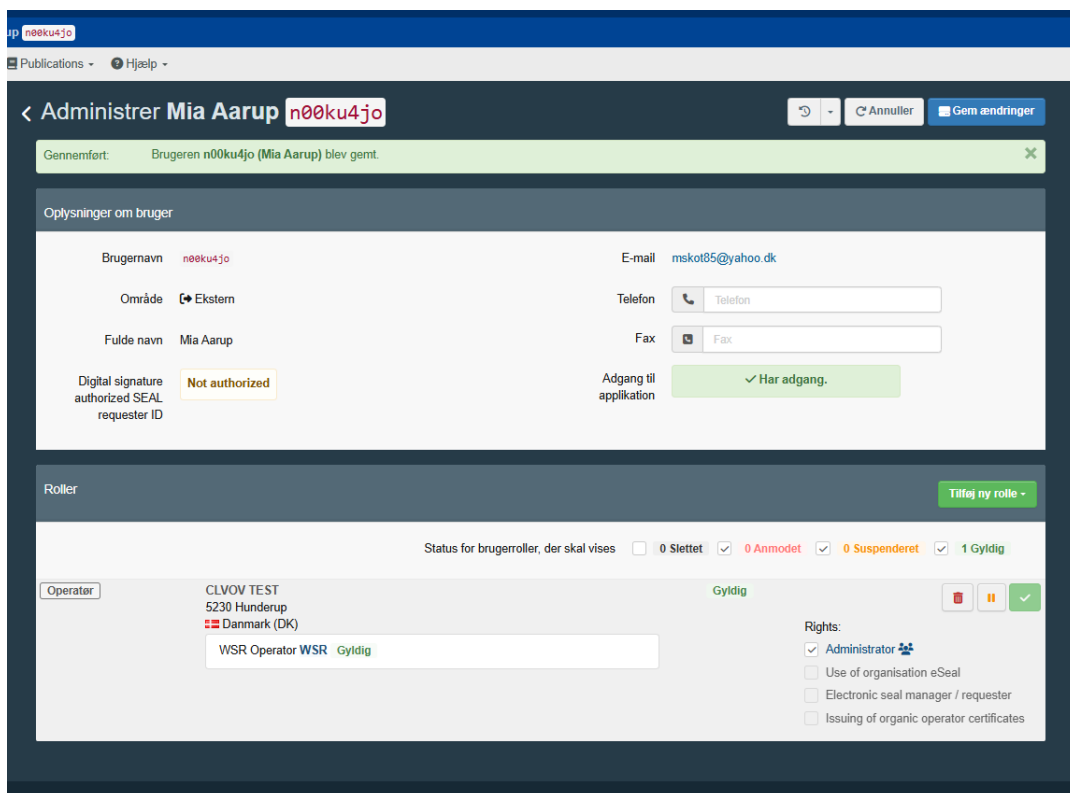 up n00ku4jo
Publications Hjælp
Administrer Mia Aarup n00ku4jo
Annuller
Gem ændringer
Gennemført: Brugeren n00ku4jo (Mia Aarup) blev gemt.
Oplysninger om bruger
Brugernavn n00ku4jo
E-mail mskot85@yahoo.dk
Område Ekstern
Telefon Telefon
Fulde navn Mia Aarup
Fax Fax
Digital signature
authorized SEAL
requester ID
Not authorized
Adgang til
applikation
Har adgang.
Roller
Tilføj ny rolle
Status for brugerroller, der skal vises 0 Slettet 0 Anmodet 0 Suspenderet 1 Gyldig
Operatør
CLVOV TEST
5230 Hunderup
Danmark (DK)
WSR Operator WSR Gyldig
Gyldig
Rights:
Administrator
Use of organisation eSeal
Electronic seal manager / requester
Issuing of organic operator certificates